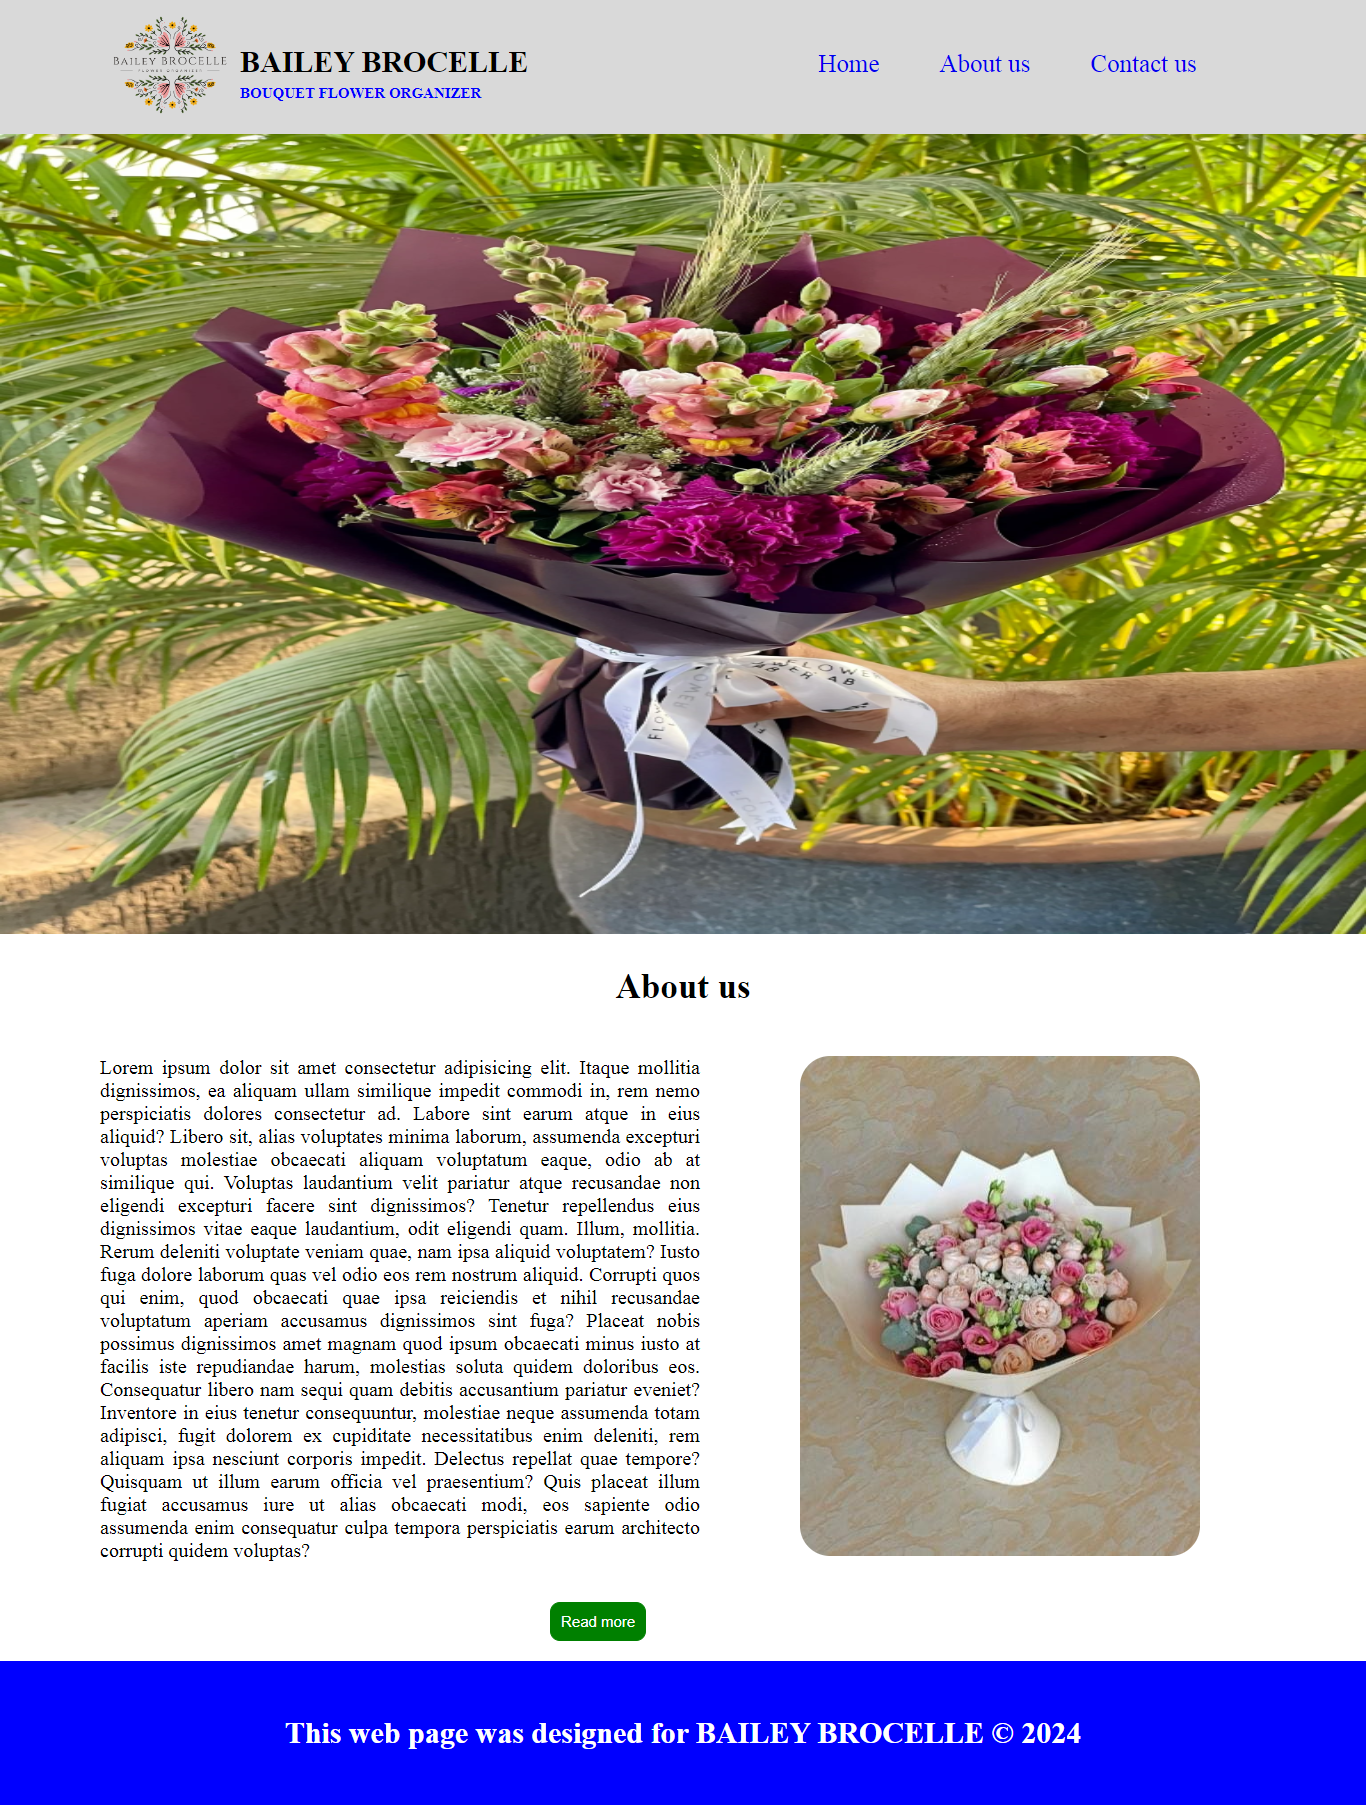 BAILEY BROCELLE
FLOWER ORGANIZER
BAILEY BROCELLE
BOUQUET FLOWER ORGANIZER
Home
About us
Contact us
FLOWER
About us
Lorem ipsum dolor sit amet consectetur adipisicing elit. Itaque mollitia
dignissimos, ea aliquam ullam similique impedit commodi in, rem nemo
perspiciatis dolores consectetur ad. Labore sint earum atque in eius
aliquid? Libero sit, alias voluptates minima laborum, assumenda excepturi
voluptas molestiae obcaecati aliquam voluptatum eaque, odio ab at
similique qui. Voluptas laudantium velit pariatur atque recusandae non
eligendi excepturi facere sint dignissimos? Tenetur repellendus eius
dignissimos vitae eaque laudantium, odit eligendi quam. Illum, mollitia.
Rerum deleniti voluptate veniam quae, nam ipsa aliquid voluptatem? Iusto
fuga dolore laborum quas vel odio eos rem nostrum aliquid. Corrupti quos
qui enim, quod obcaecati quae ipsa reiciendis et nihil recusandae
voluptatum aperiam accusamus dignissimos sint fuga? Placeat nobis
possimus dignissimos amet magnam quod ipsum obcaecati minus iusto at
facilis iste repudiandae harum, molestias soluta quidem doloribus eos.
Consequatur libero nam sequi quam debitis accusantium pariatur eveniet?
Inventore in eius tenetur consequuntur, molestiae neque assumenda totam
adipisci, fugit dolorem ex cupiditate necessitatibus enim deleniti, rem
aliquam ipsa nesciunt corporis impedit. Delectus repellat quae tempore?
Quisquam ut illum earum officia vel praesentium? Quis placeat illum
fugiat accusamus iure ut alias obcaecati modi, eos sapiente odio
assumenda enim consequatur culpa tempora perspiciatis earum architecto
corrupti quidem voluptas?
Read more
This web page was designed for BAILEY BROCELLE © 2024